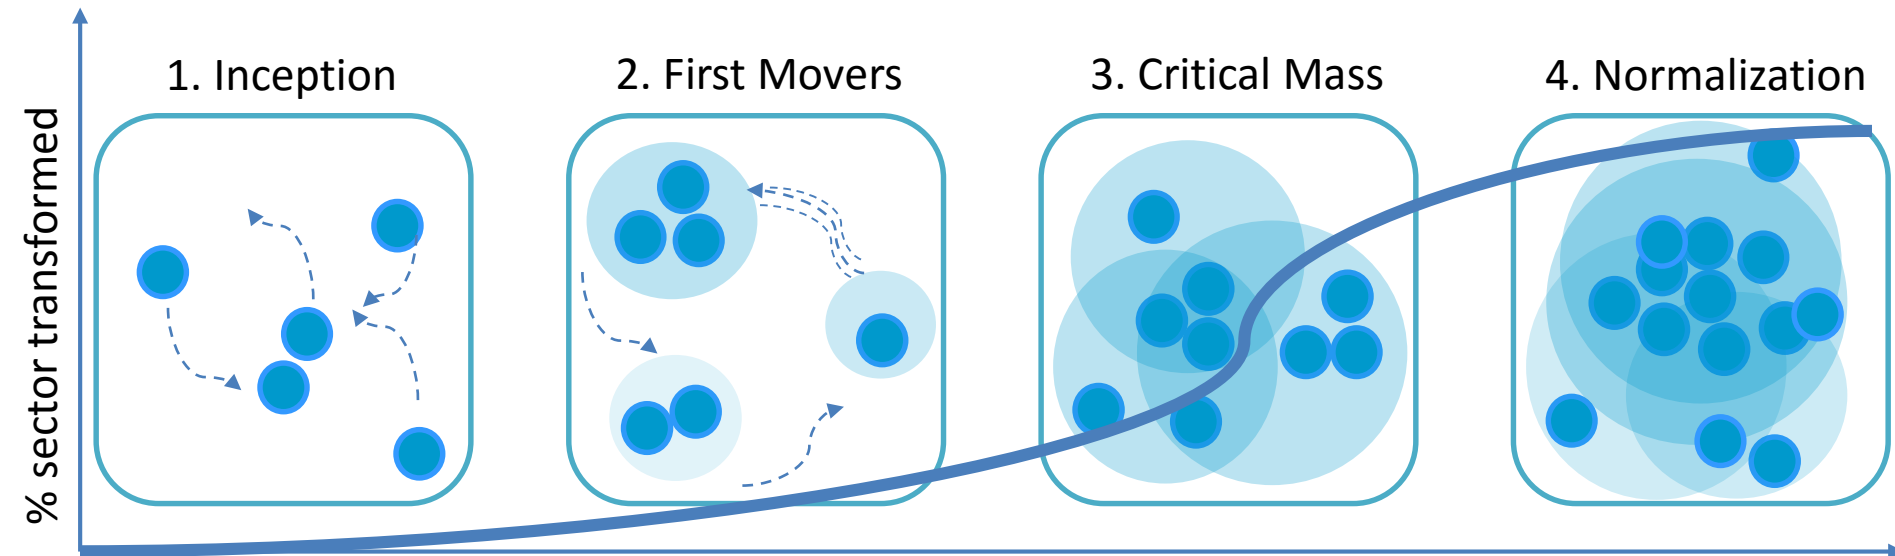 1. Inception
2. First Movers
3. Critical Mass
4. Normalization
% sector transformed